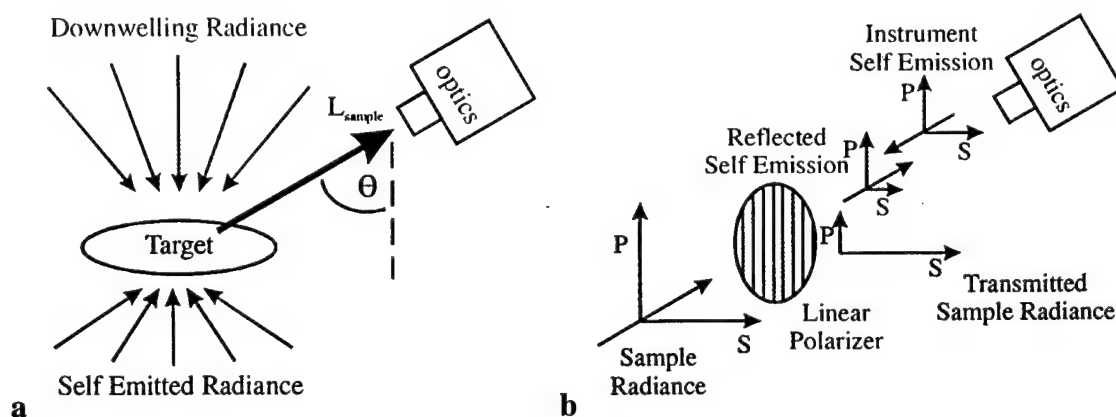 Downwelling Radiance
optics
L sample
Θ
Target
Self Emitted Radiance
a
Instrument
Self Emission
P
S
optics
Reflected
Self Emission
P
S
P
S
P
S
Linear
Polarizer
Transmitted
Sample Radiance
Sample
Radiance
b